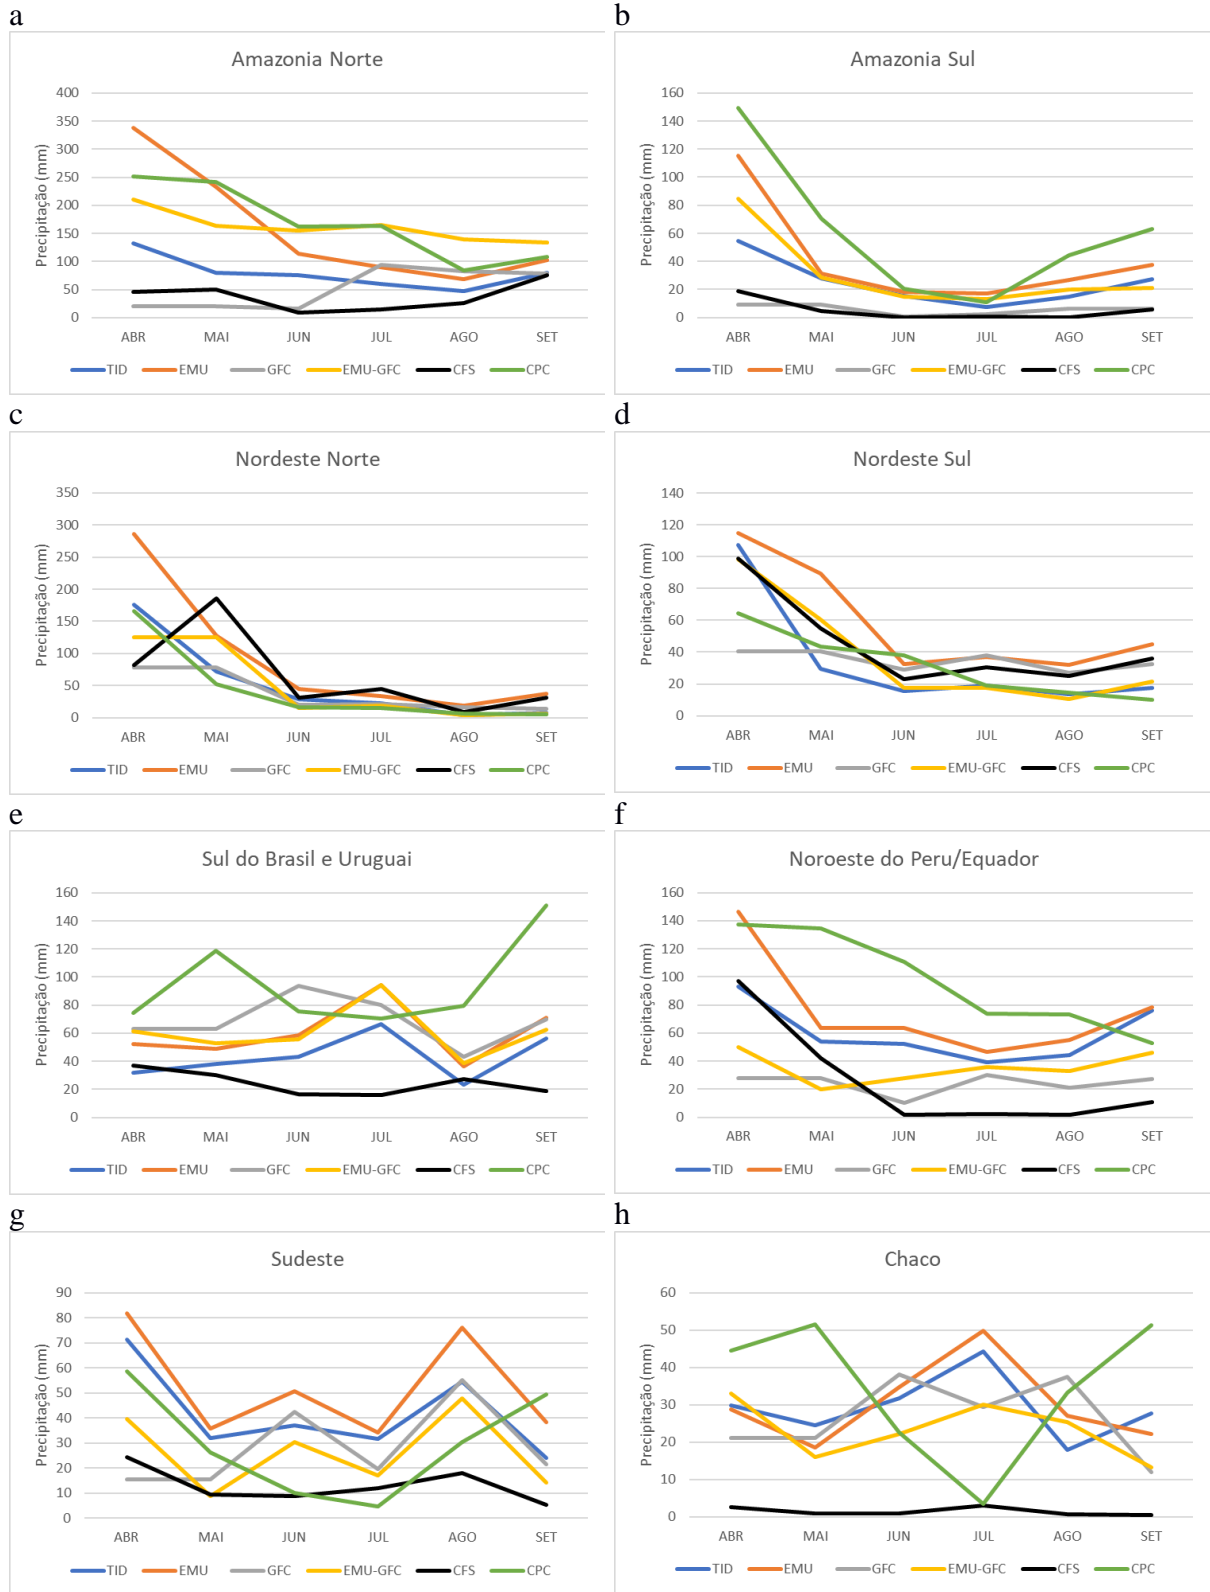 a
Amazonia Norte
Precipitação (mm)
400
350
300
250
200
150
100
50
0
ABR MAI JUN JUL AGO SET
TID EMU GFC EMU-GFC CFS CPC
b
Amazonia Sul
Precipitação (mm)
160
140
120
100
80
60
40
20
0
ABR MAI JUN JUL AGO SET
TID EMU GFC EMU-GFC CFS CPC
c
Nordeste Norte
Precipitação (mm)
350
300
250
200
150
100
50
0
ABR MAI JUN JUL AGO SET
TID EMU GFC EMU-GFC CFS CPC
d
Nordeste Sul
Precipitação (mm)
140
120
100
80
60
40
20
0
ABR MAI JUN JUL AGO SET
TID EMU GFC EMU-GFC CFS CPC
e
Sul do Brasil e Uruguai
Precipitação (mm)
160
140
120
100
80
60
40
20
0
ABR MAI JUN JUL AGO SET
TID EMU GFC EMU-GFC CFS CPC
f
Noroeste do Peru/Equador
Precipitação (mm)
160
140
120
100
80
60
40
20
0
ABR MAI JUN JUL AGO SET
TID EMU GFC EMU-GFC CFS CPC
g
Sudeste
Precipitação (mm)
90
80
70
60
50
40
30
20
10
0
ABR MAI JUN JUL AGO SET
TID EMU GFC EMU-GFC CFS CPC
h
Chaco
Precipitação (mm)
60
50
40
30
20
10
0
ABR MAI JUN JUL AGO SET
TID EMU GFC EMU-GFC CFS CPC